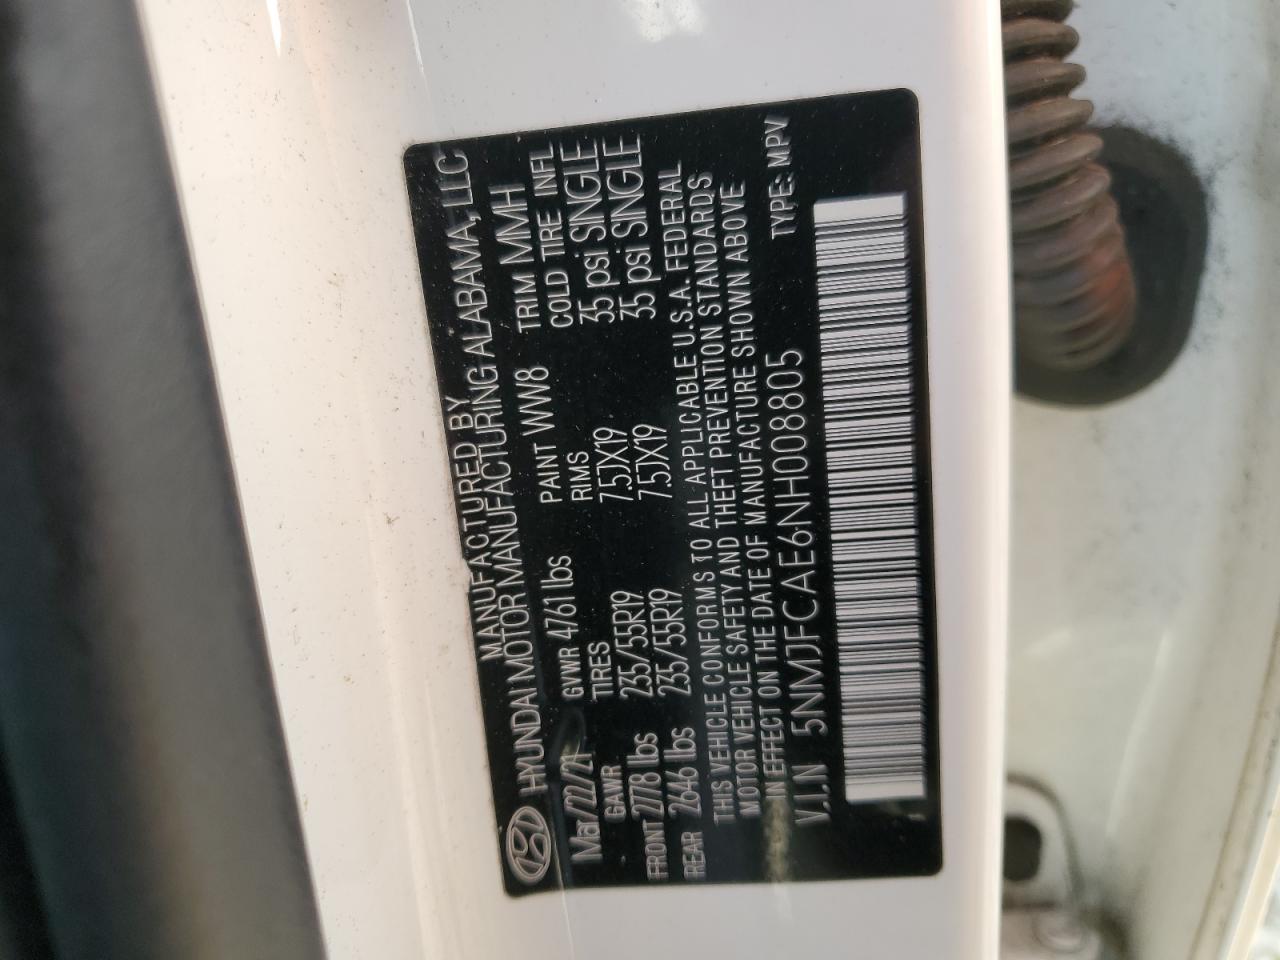 MANUFACTURED BY
HYUNDAI MOTOR MANUFACTURING ALABAMA, LLC
Mar/22/21 GVWR 4761 lbs PAINT WW8 TRIM MMH
GAWR TIRES RIMS COLD TIRE INFL
FRONT 2778 lbs 235/55R19 7.5JX19 35 psi SINGLE
REAR 2646 lbs 235/55R19 7.5JX19 35 psi SINGLE
THIS VEHICLE CONFORMS TO ALL APPLICABLE U.S.A. FEDERAL
MOTOR VEHICLE SAFETY AND THEFT PREVENTION STANDARDS
IN EFFECT ON THE DATE OF MANUFACTURE SHOWN ABOVE
V.I.N 5NMJFCAE6NH008805 TYPE: MPV